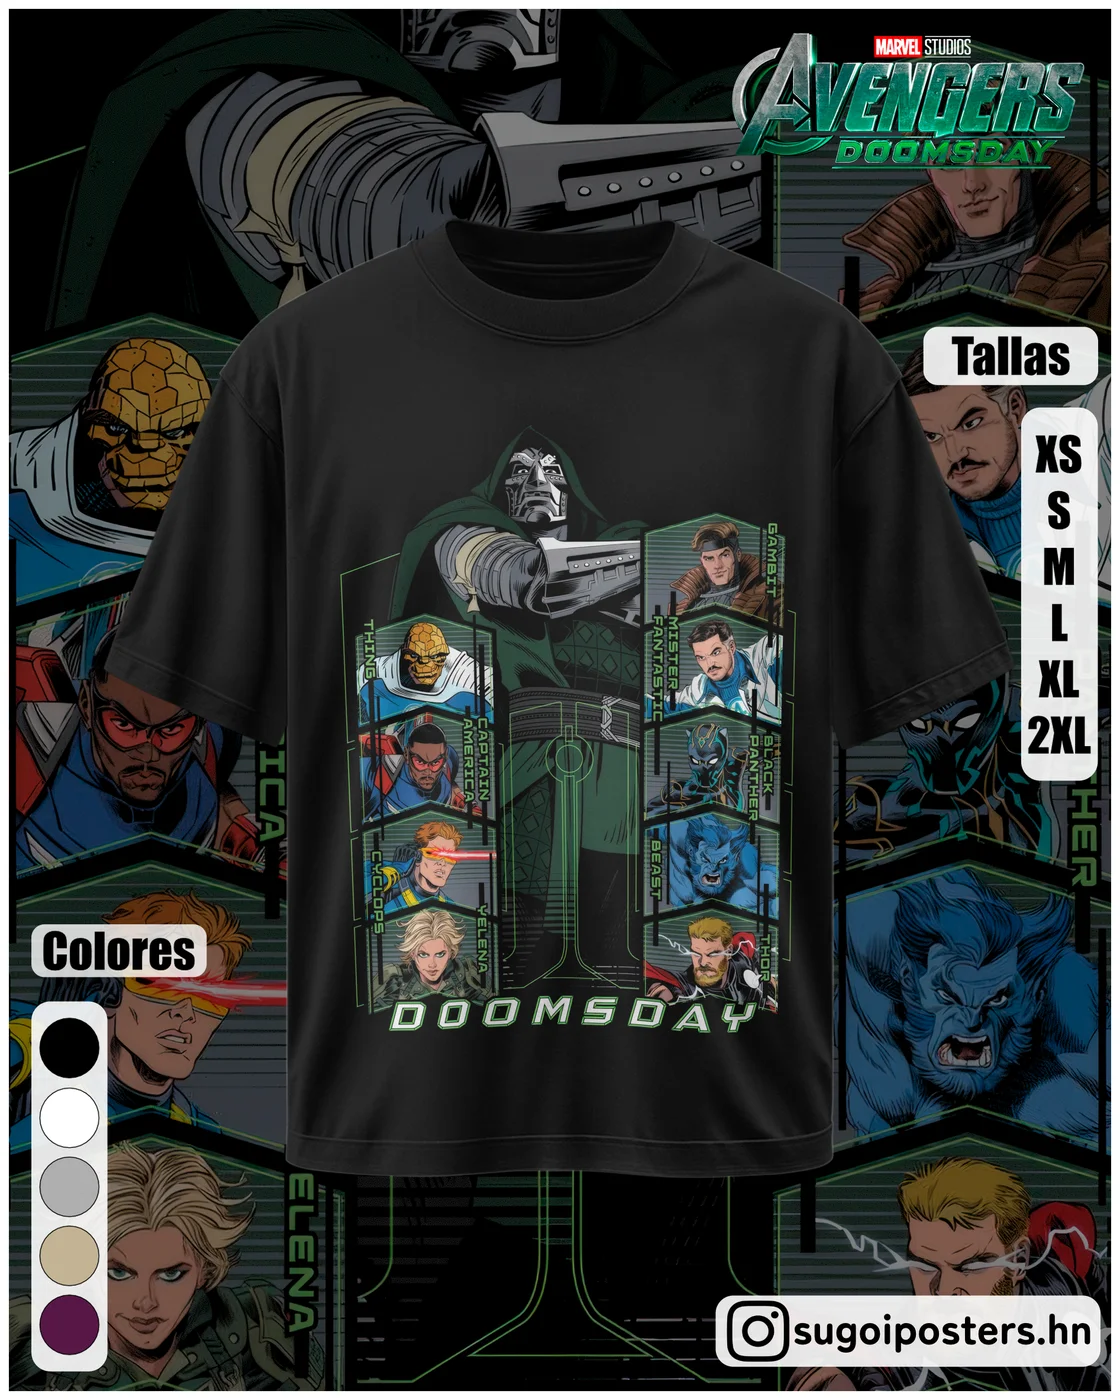 MARVEL STUDIOS
AVENGERS
DOOMSDAY
Tallas
XS
S
M
L
XL
2XL
GAMBIT
THING
MISTER
FANTASTIC
CAPTAIN
AMERICA
BLACK
PANTHER
CYCLOPS
BEAST
YELENA
THOR
DOOMSDAY
ICA
HER
Colores
ELENA
sugoiposters.hn